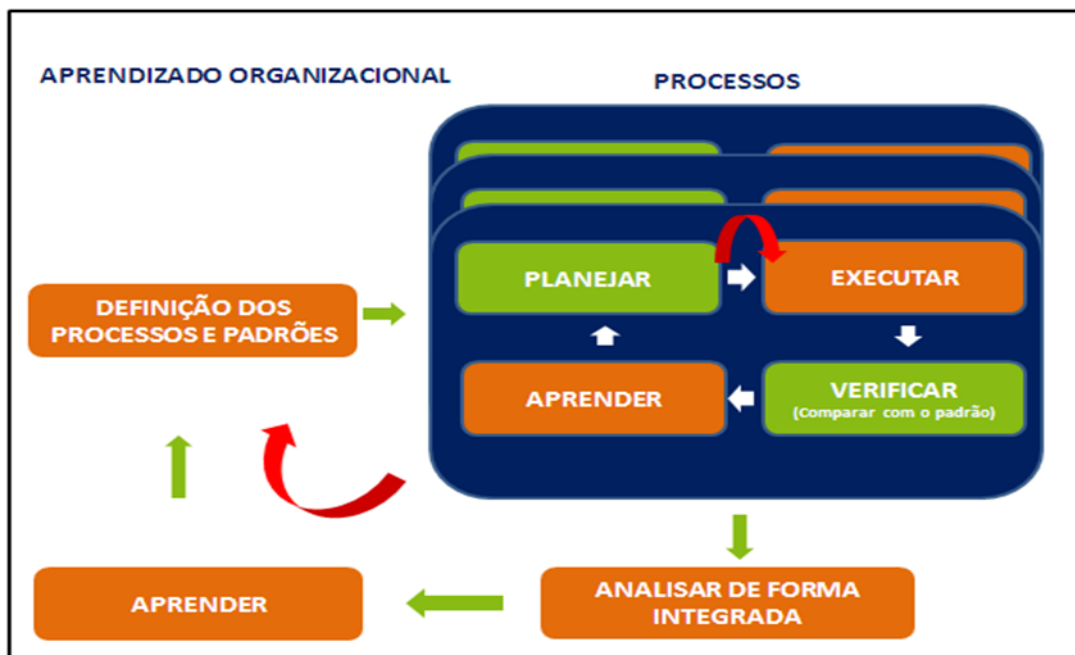 APRENDIZADO ORGANIZACIONAL
PROCESSOS
PLANEJAR
EXECUTAR
DEFINIÇÃO DOS
PROCESSOS E PADRÕES
APRENDER
VERIFICAR
(Comparar com o padrão)
APRENDER
ANALISAR DE FORMA
INTEGRADA